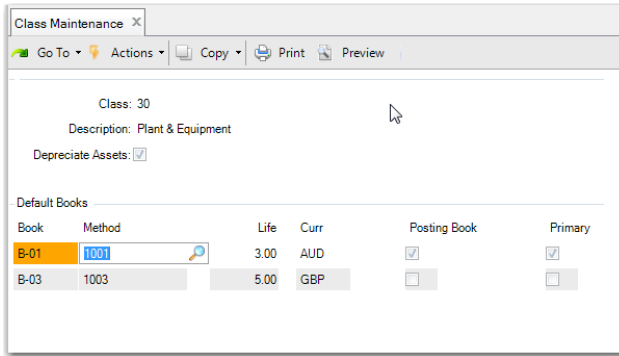 Class Maintenance X
Go To Actions Copy Print Preview
Class: 30
Description: Plant & Equipment
Depreciate Assets:
Default Books
Book Method Life Curr Posting Book Primary
B-01 1001 3.00 AUD
B-03 1003 5.00 GBP